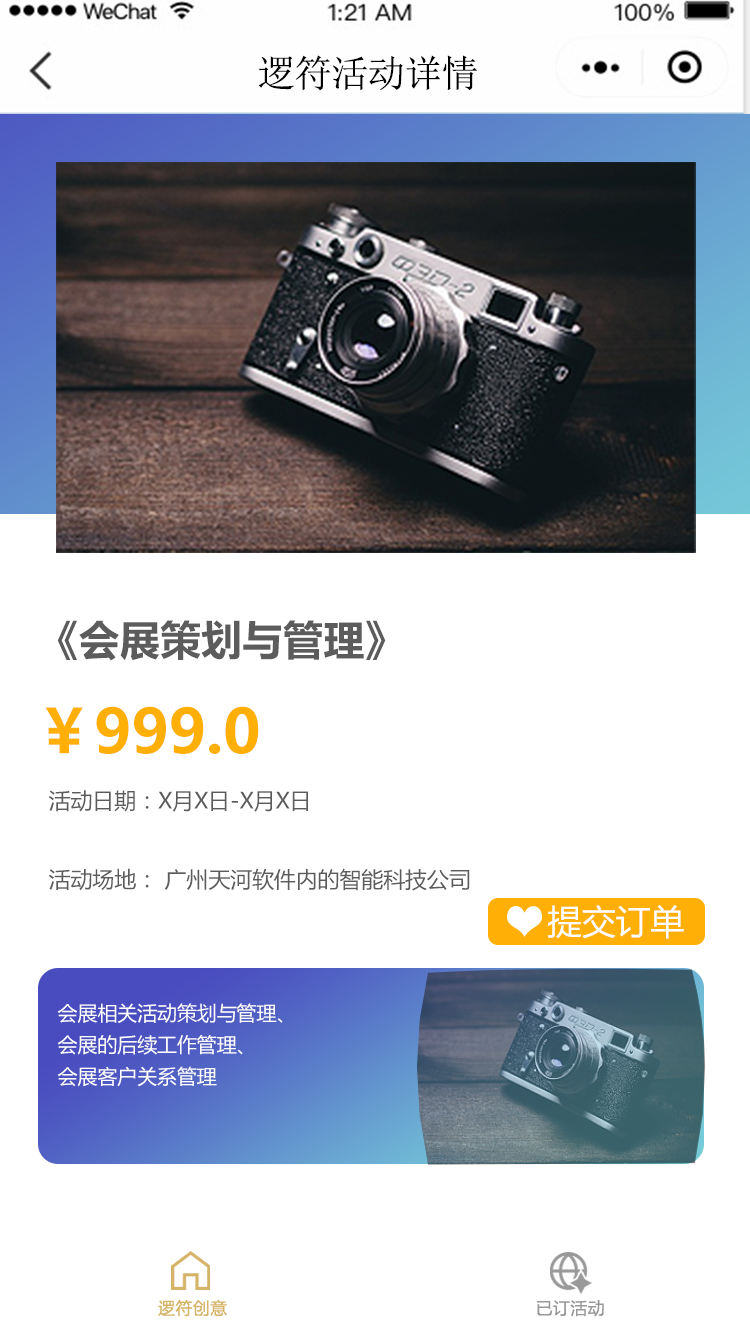 WeChat 1:21 AM 100%
逻符活动详情
ФЭД-2
《会展策划与管理》
¥999.0
活动日期：X月X日-X月X日
活动场地： 广州天河软件内的智能科技公司
提交订单
会展相关活动策划与管理、
会展的后续工作管理、
会展客户关系管理
ФЭД-2
逻符创意
已订活动